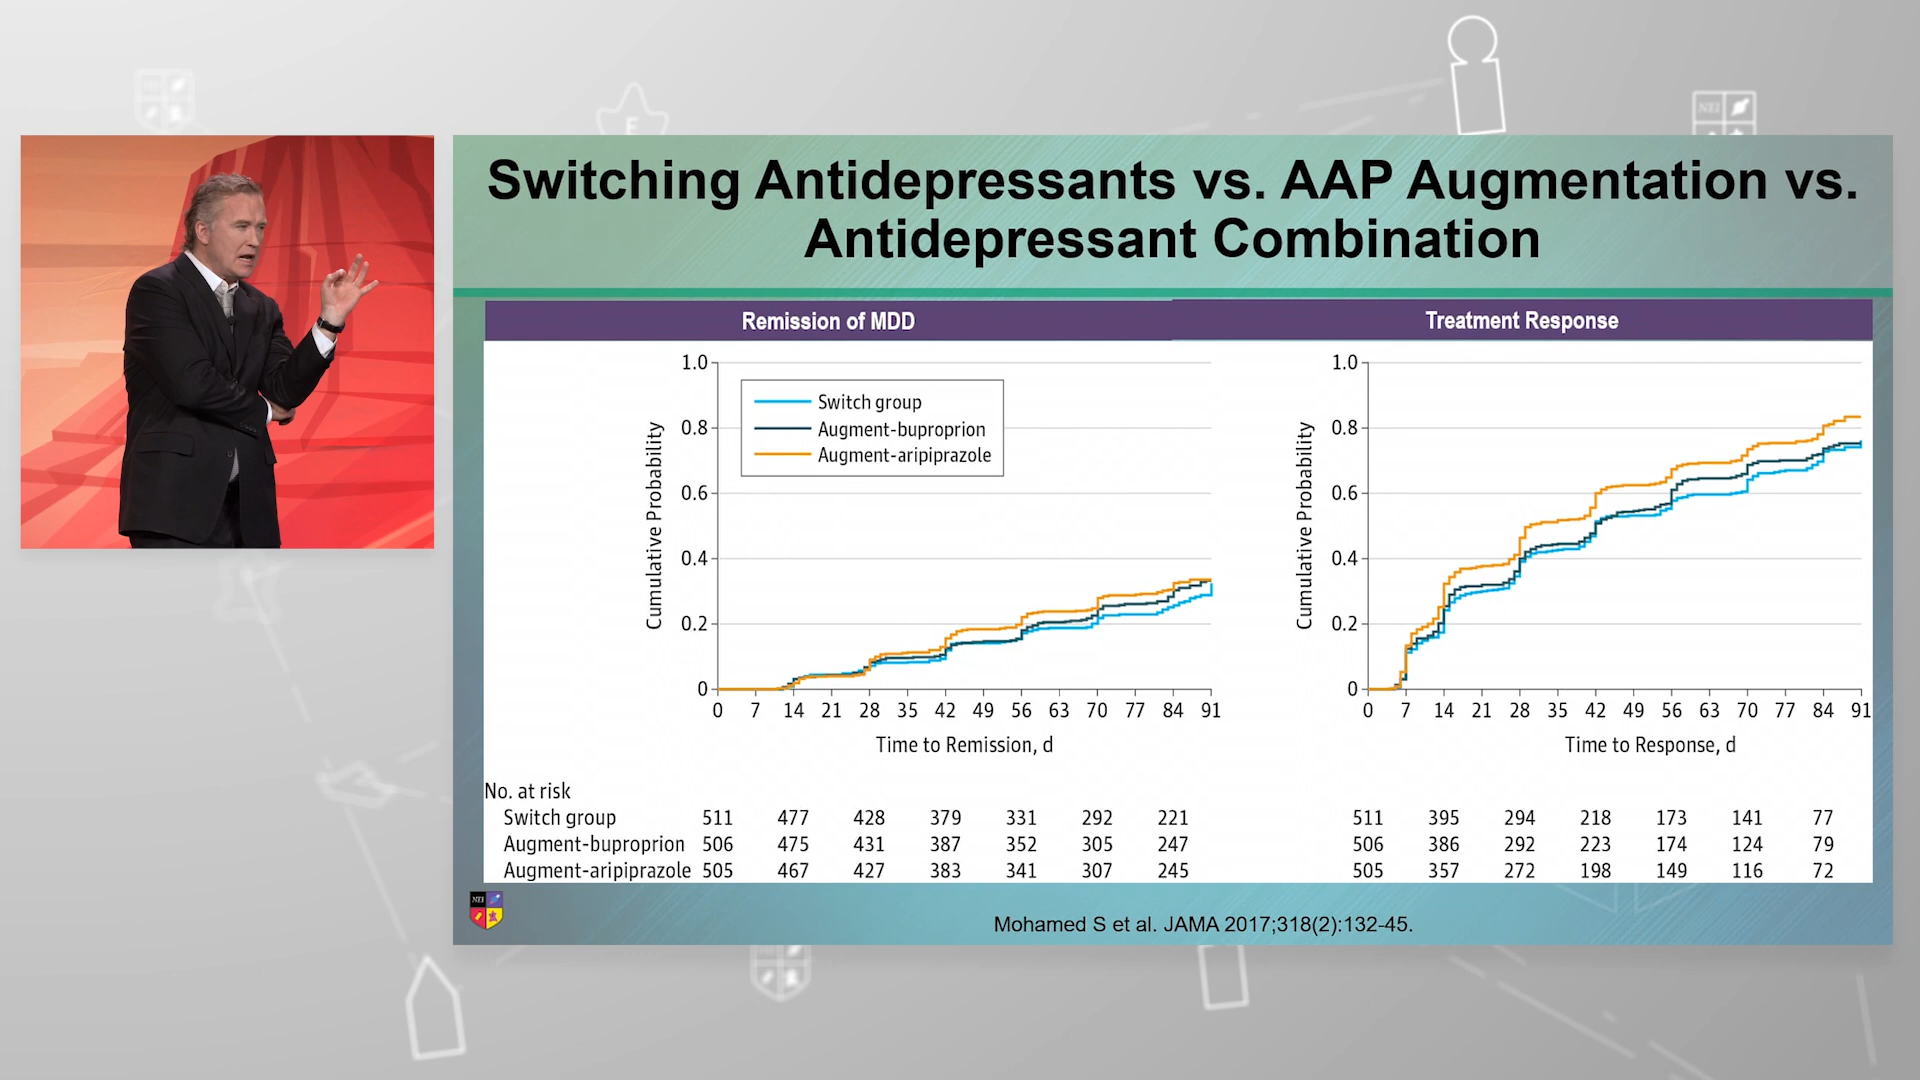 NEI
E
Switching Antidepressants vs. AAP Augmentation vs.
Antidepressant Combination
Remission of MDD
Treatment Response
1.0
0.8
0.6
0.4
0.2
0
Cumulative Probability
Switch group
Augment-buproprion
Augment-aripiprazole
0 7 14 21 28 35 42 49 56 63 70 77 84 91
Time to Remission, d
1.0
0.8
0.6
0.4
0.2
0
Cumulative Probability
0 7 14 21 28 35 42 49 56 63 70 77 84 91
Time to Response, d
No. at risk
Switch group 511 477 428 379 331 292 221 511 395 294 218 173 141 77
Augment-buproprion 506 475 431 387 352 305 247 506 386 292 223 174 124 79
Augment-aripiprazole 505 467 427 383 341 307 245 505 357 272 198 149 116 72
NEI
Mohamed S et al. JAMA 2017;318(2):132-45.